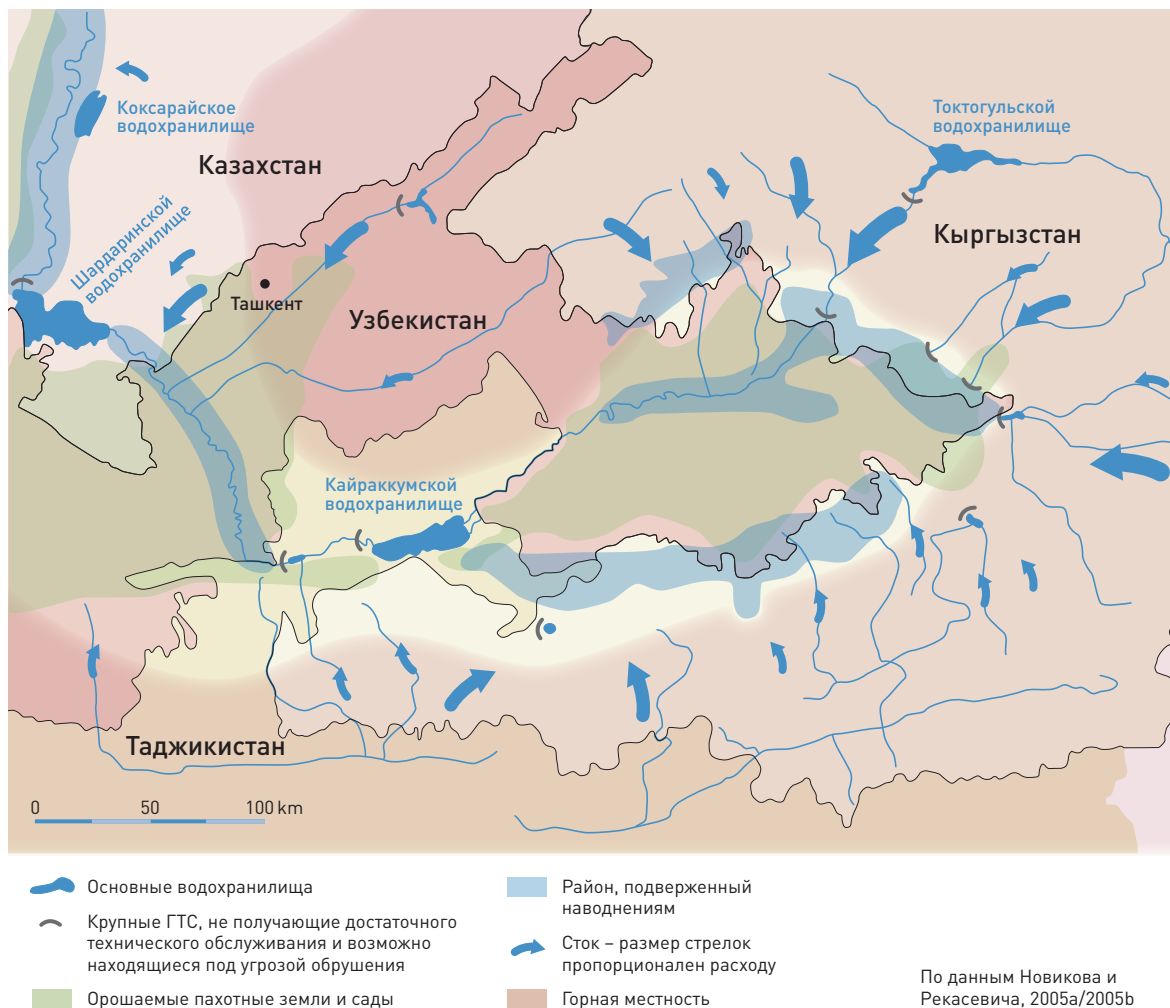 Коксарайское
водохранилище
Токтогульской
водохранилище
Казахстан
Шардаринской
водохранилище
Кыргызстан
Ташкент
Узбекистан
Кайраккумской
водохранилище
Таджикистан
0 50 100 km
Основные водохранилища
Крупные ГТС, не получающие достаточного
технического обслуживания и возможно
находящиеся под угрозой обрушения
Орошаемые пахотные земли и сады
Район, подверженный
наводнениям
Сток – размер стрелок
пропорционален расходу
Горная местность
По данным Новикова и
Рекасевича, 2005a/2005b